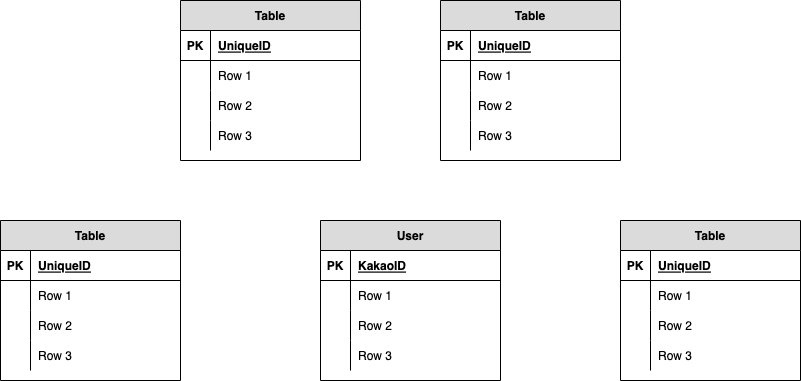 Table
PK UniqueID
Row 1
Row 2
Row 3
Table
PK UniqueID
Row 1
Row 2
Row 3
Table
PK UniqueID
Row 1
Row 2
Row 3
User
PK KakaoID
Row 1
Row 2
Row 3
Table
PK UniqueID
Row 1
Row 2
Row 3